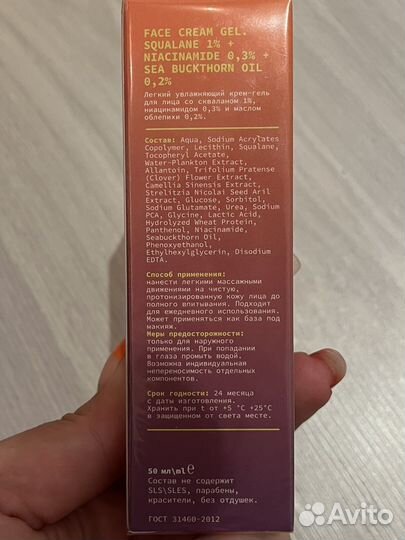 FACE CREAM GEL.
SQUALANE 1% +
NIACINAMIDE 0,3% +
SEA BUCKTHORN OIL
0,2%
Легкий увлажняющий крем-гель
для лица со скваланом 1%,
ниацинамидом 0,3% и маслом
облепихи 0,2%.
Состав: Aqua, Sodium Acrylates
Copolymer, Lecithin, Squalane,
Tocopheryl Acetate,
Water-Plankton Extract,
Allantoin, Trifolium Pratense
(Clover) Flower Extract,
Camellia Sinensis Extract,
Strelitzia Nicolai Seed Aril
Extract, Glucose, Sorbitol,
Sodium Glutamate, Urea, Sodium
PCA, Glycine, Lactic Acid,
Hydrolyzed Wheat Protein,
Panthenol, Niacinamide,
Seabuckthorn Oil,
Phenoxyethanol,
Ethylhexylglycerin, Disodium
EDTA.
Способ применения:
нанести легкими массажными
движениями на чистую,
протонизированную кожу лица до
полного впитывания. Подходит
для ежедневного использования.
Может применяться как база под
макияж.
Меры предосторожности:
только для наружного
применения. При попадании
в глаза промыть водой.
Возможна индивидуальная
непереносимость отдельных
компонентов.
Срок годности: 24 месяца
с даты изготовления.
Хранить при t от +5 °C +25°C
в защищенном от света месте.
50 мл\ml ℮
Состав не содержит
SLS\SLES, парабены,
красители, без отдушек.
ГОСТ 31460-2012
Avito